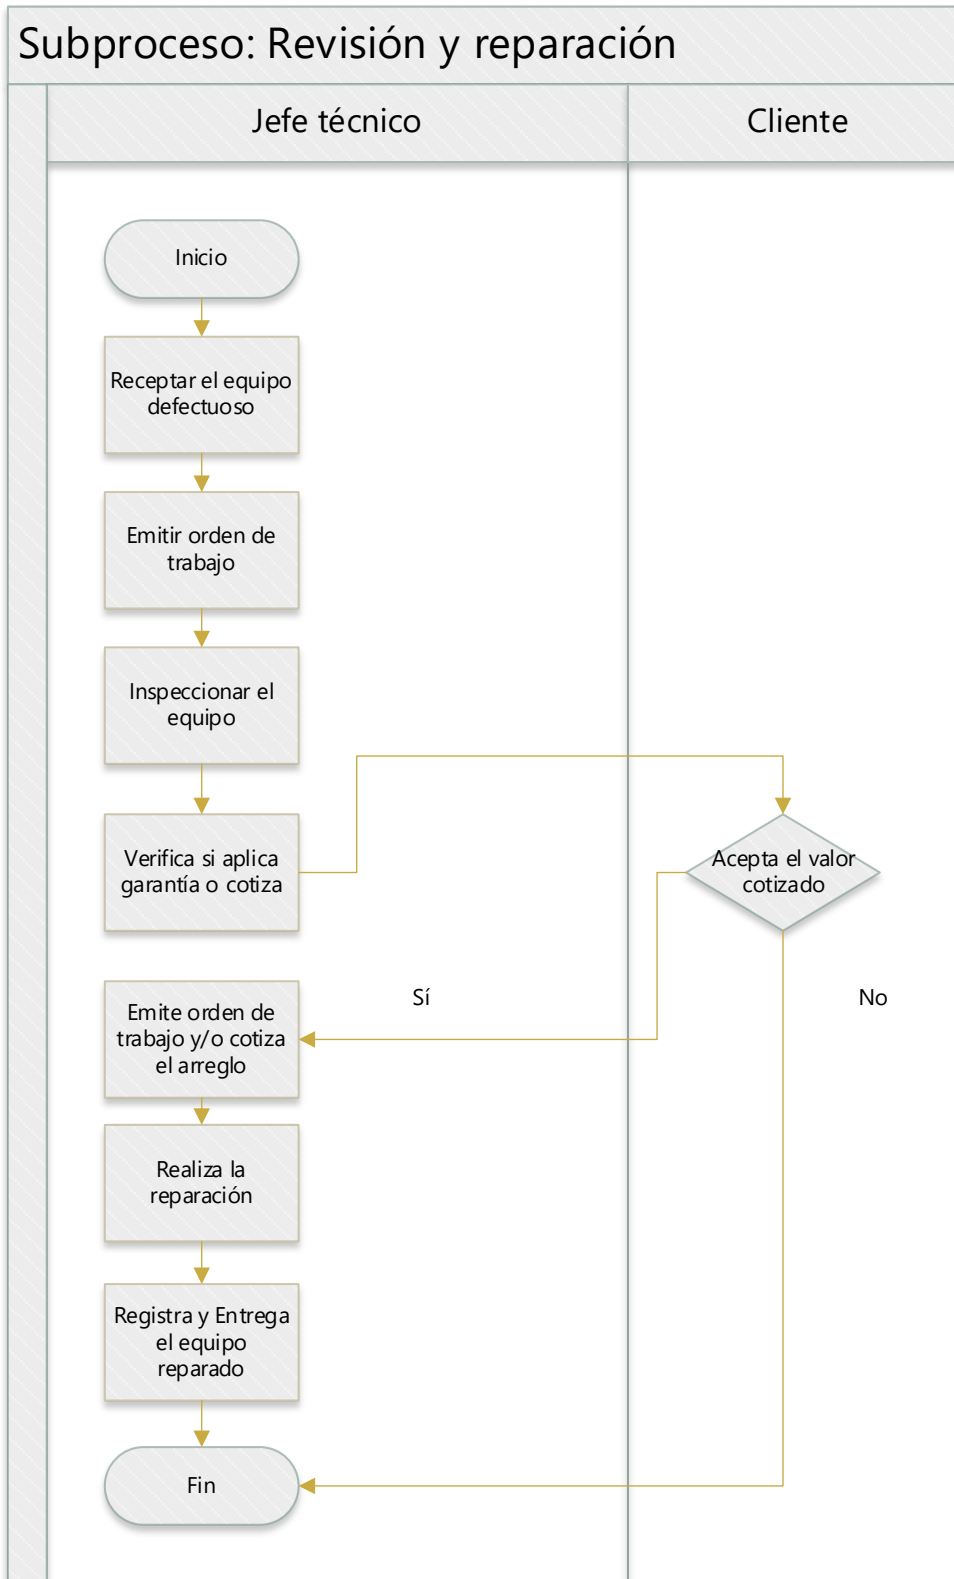 Subproceso: Revisión y reparación
Jefe técnico
Cliente
Inicio
Receptar el equipo
defectuoso
Emitir orden de
trabajo
Inspeccionar el
equipo
Verifica si aplica
garantía o cotiza
Acepta el valor
cotizado
Sí
No
Emite orden de
trabajo y/o cotiza
el arreglo
Realiza la
reparación
Registra y Entrega
el equipo
reparado
Fin